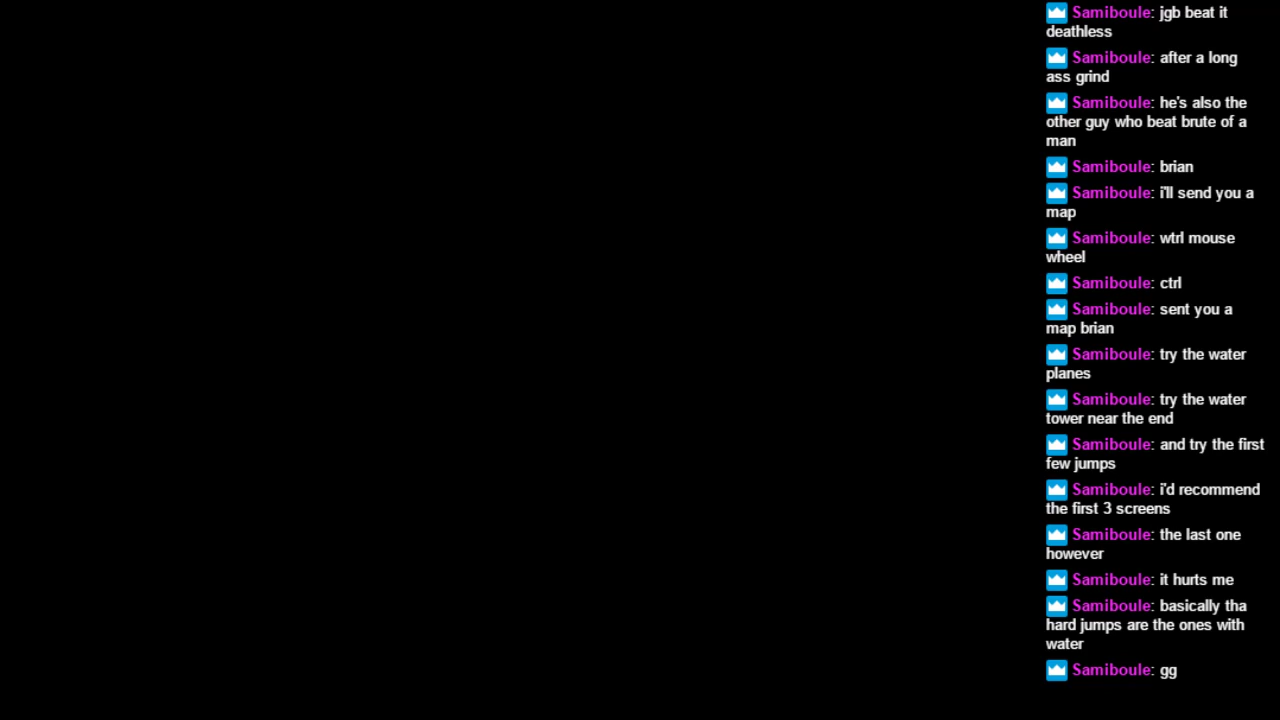 Samiboule: jgb beat it
deathless
Samiboule: after a long
ass grind
Samiboule: he's also the
other guy who beat brute of a
man
Samiboule: brian
Samiboule: i'll send you a
map
Samiboule: wtrl mouse
wheel
Samiboule: ctrl
Samiboule: sent you a
map brian
Samiboule: try the water
planes
Samiboule: try the water
tower near the end
Samiboule: and try the first
few jumps
Samiboule: i'd recommend
the first 3 screens
Samiboule: the last one
however
Samiboule: it hurts me
Samiboule: basically tha
hard jumps are the ones with
water
Samiboule: gg